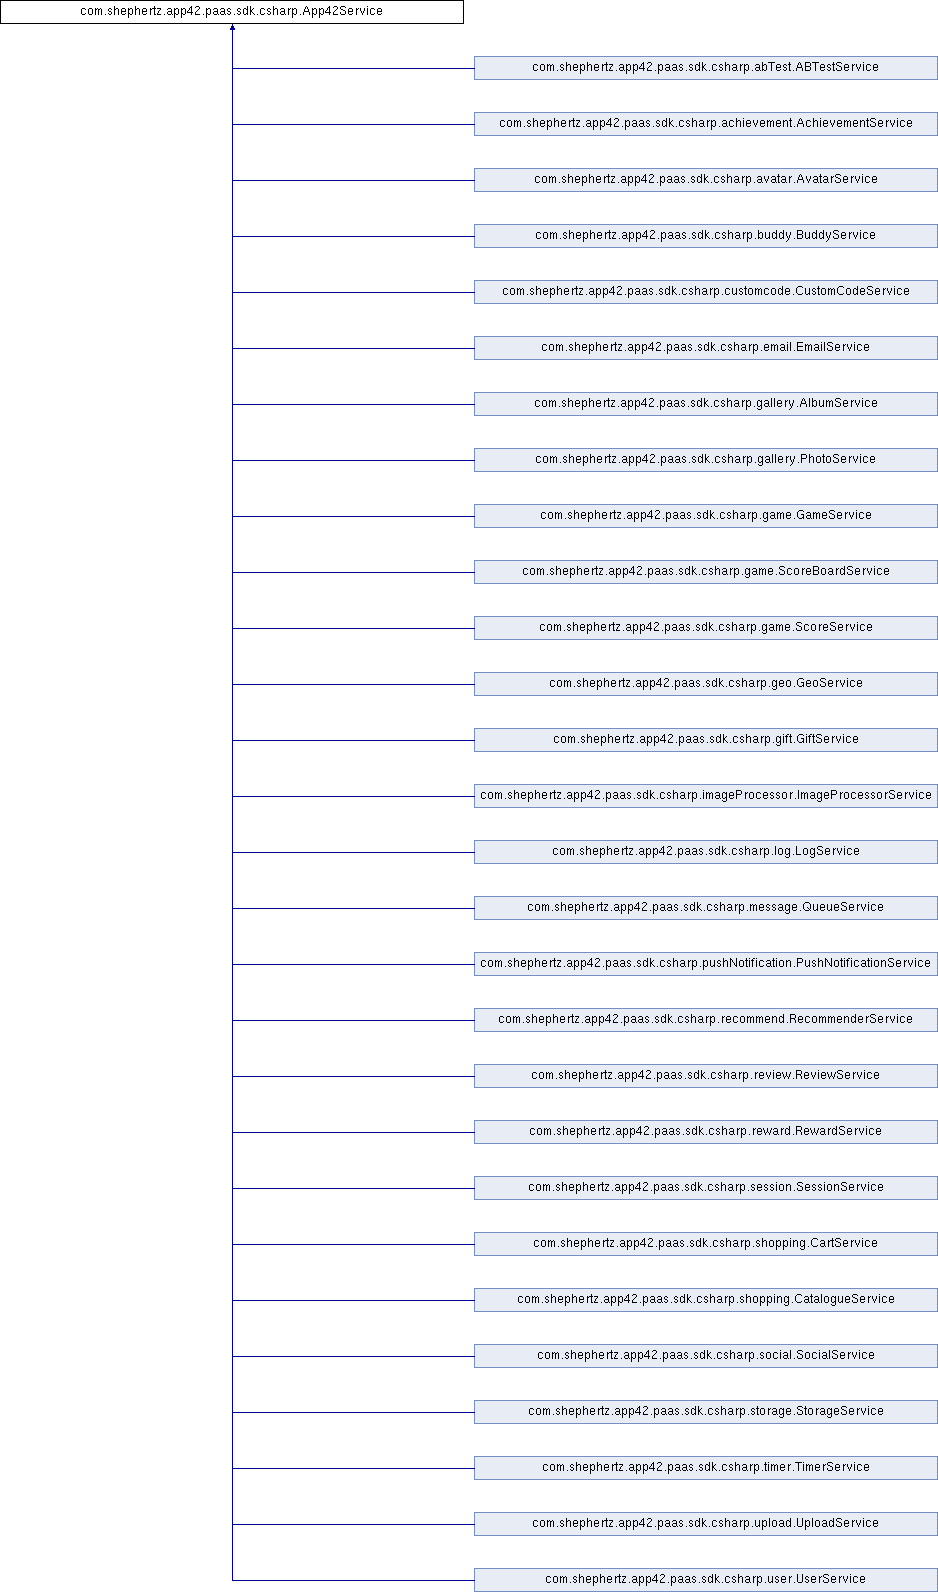 com.shephertz.app42.paas.sdk.csharp.App42Service
com.shephertz.app42.paas.sdk.csharp.abTest.ABTestService
com.shephertz.app42.paas.sdk.csharp.achievement.AchievementService
com.shephertz.app42.paas.sdk.csharp.avatar.AvatarService
com.shephertz.app42.paas.sdk.csharp.buddy.BuddyService
com.shephertz.app42.paas.sdk.csharp.customcode.CustomCodeService
com.shephertz.app42.paas.sdk.csharp.email.EmailService
com.shephertz.app42.paas.sdk.csharp.gallery.AlbumService
com.shephertz.app42.paas.sdk.csharp.gallery.PhotoService
com.shephertz.app42.paas.sdk.csharp.game.GameService
com.shephertz.app42.paas.sdk.csharp.game.ScoreBoardService
com.shephertz.app42.paas.sdk.csharp.game.ScoreService
com.shephertz.app42.paas.sdk.csharp.geo.GeoService
com.shephertz.app42.paas.sdk.csharp.gift.GiftService
com.shephertz.app42.paas.sdk.csharp.imageProcessor.ImageProcessorService
com.shephertz.app42.paas.sdk.csharp.log.LogService
com.shephertz.app42.paas.sdk.csharp.message.QueueService
com.shephertz.app42.paas.sdk.csharp.pushNotification.PushNotificationService
com.shephertz.app42.paas.sdk.csharp.recommend.RecommenderService
com.shephertz.app42.paas.sdk.csharp.review.ReviewService
com.shephertz.app42.paas.sdk.csharp.reward.RewardService
com.shephertz.app42.paas.sdk.csharp.session.SessionService
com.shephertz.app42.paas.sdk.csharp.shopping.CartService
com.shephertz.app42.paas.sdk.csharp.shopping.CatalogueService
com.shephertz.app42.paas.sdk.csharp.social.SocialService
com.shephertz.app42.paas.sdk.csharp.storage.StorageService
com.shephertz.app42.paas.sdk.csharp.timer.TimerService
com.shephertz.app42.paas.sdk.csharp.upload.UploadService
com.shephertz.app42.paas.sdk.csharp.user.UserService